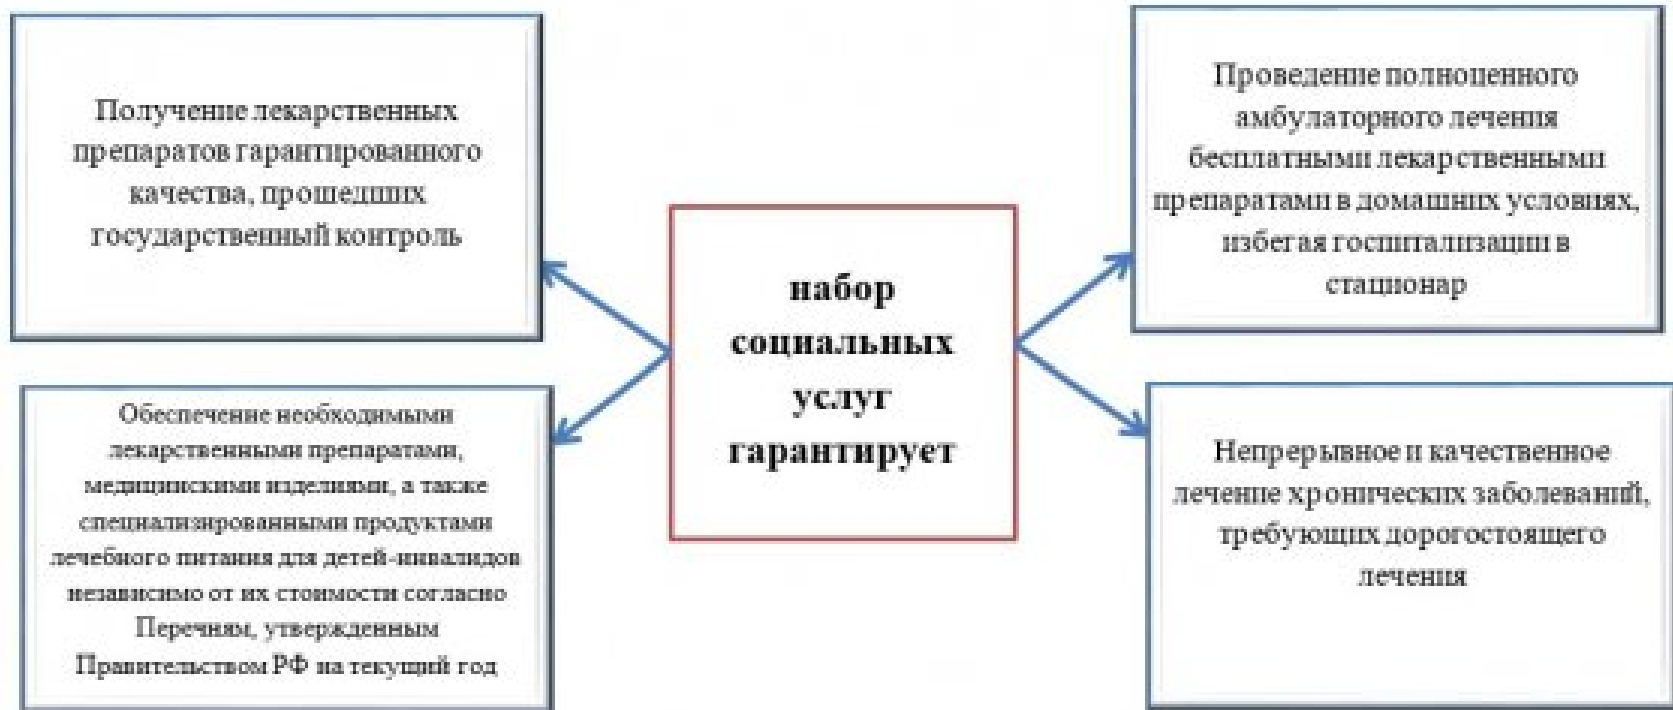 Получение лекарственных
препаратов гарантированного
качества, прошедших
государственный контроль
Обеспечение необходимыми
лекарственными препаратами,
медицинскими изделиями, а также
специализированными продуктами
лечебного питания для детей-инвалидов
независимо от их стоимости согласно
Перечням, утвержденным
Правительством РФ на текущий год
набор
социальных
услуг
гарантирует
Проведение полноценного
амбулаторного лечения
бесплатными лекарственными
препаратами в домашних условиях,
избегая госпитализации в
стационар
Непрерывное и качественное
лечение хронических заболеваний,
требующих дорогостоящего
лечения